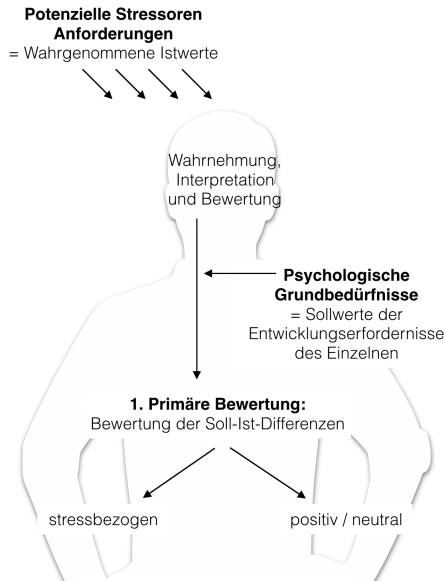 Potenzielle Stressoren
Anforderungen
= Wahrgenommene Istwerte
Wahrnehmung,
Interpretation
und Bewertung
Psychologische
Grundbedürfnisse
= Sollwerte der
Entwicklungserfordernisse
des Einzelnen
1. Primäre Bewertung:
Bewertung der Soll-Ist-Differenzen
stressbezogen
positiv / neutral